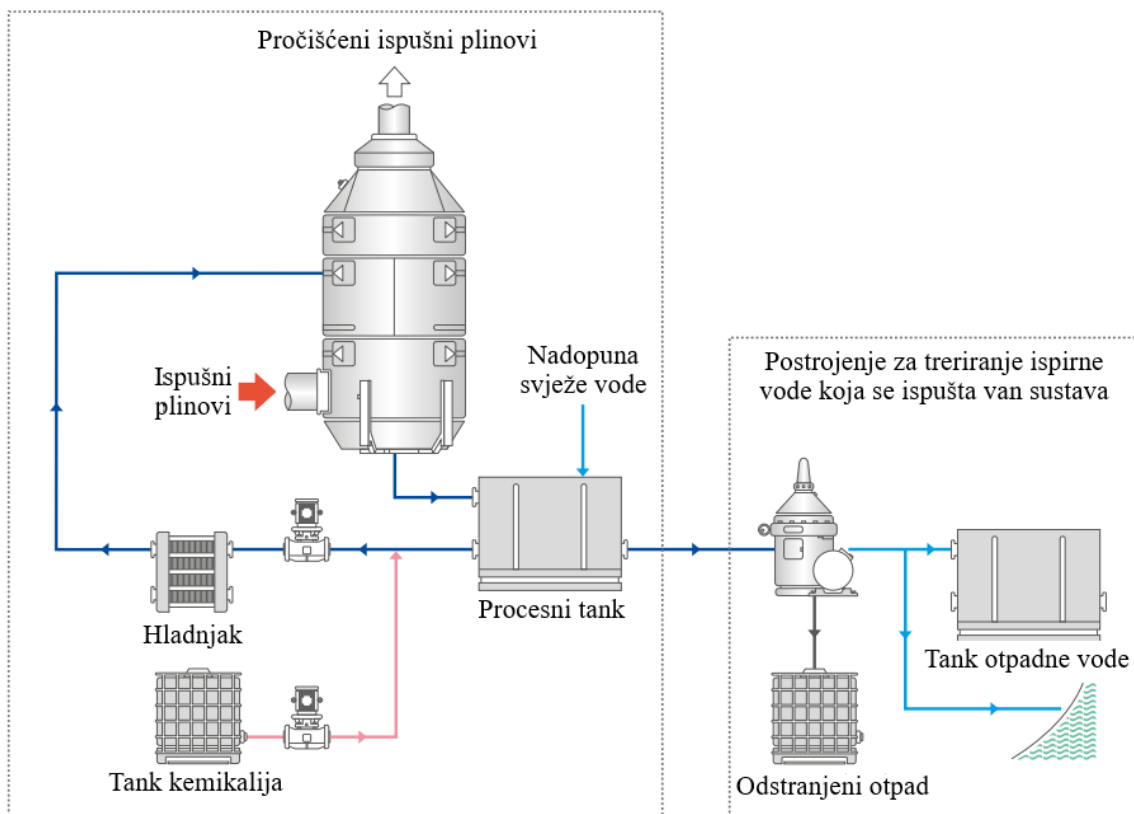 Pročišćeni ispušni plinovi
Ispušni
plinovi
Nadopuna
svježe vode
Procesni tank
Hladnjak
Tank kemikalija
Postrojenje za treriranje ispirne
vode koja se ispušta van sustava
Tank otpadne vode
Odstranjeni otpad